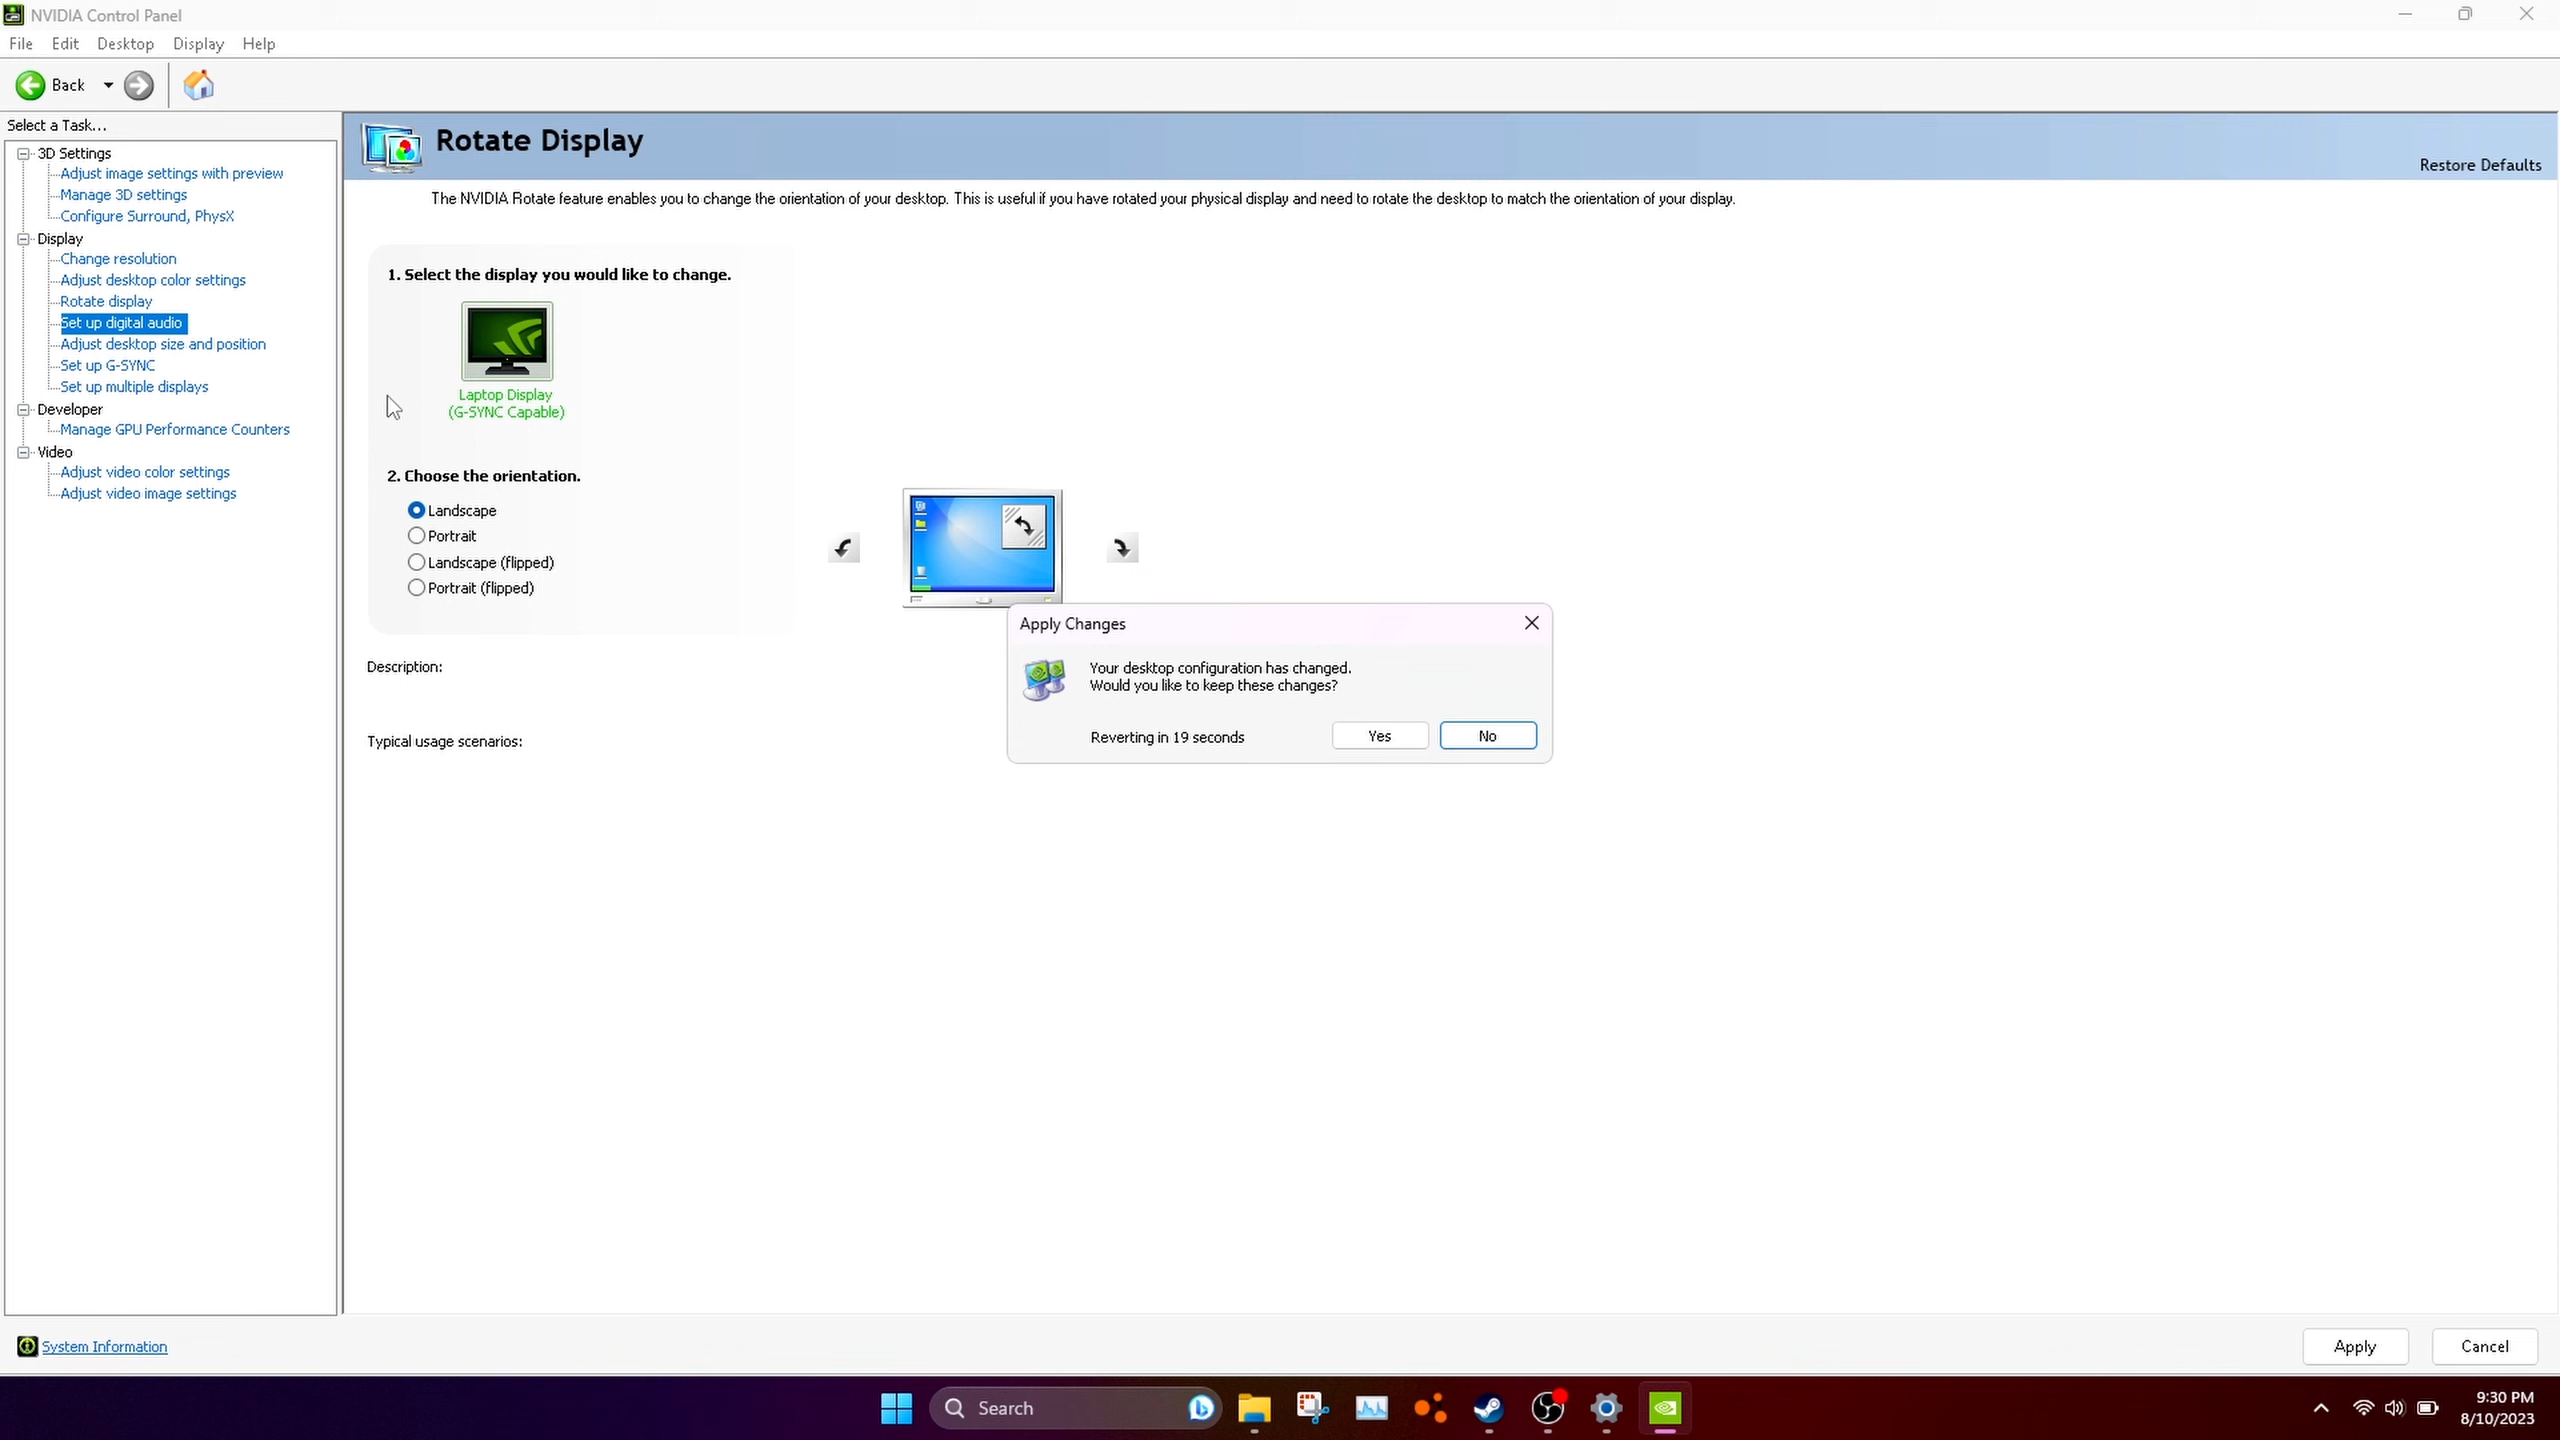 NVIDIA Control Panel
File Edit Desktop Display Help
Back
Select a Task...
3D Settings
Adjust image settings with preview
Manage 3D settings
Configure Surround, PhysX
Display
Change resolution
Adjust desktop color settings
Rotate display
Set up digital audio
Adjust desktop size and position
Set up G-SYNC
Set up multiple displays
Developer
Manage GPU Performance Counters
Video
Adjust video color settings
Adjust video image settings
Rotate Display
Restore Defaults
The NVIDIA Rotate feature enables you to change the orientation of your desktop. This is useful if you have rotated your physical display and need to rotate the desktop to match the orientation of your display.
1. Select the display you would like to change.
Laptop Display
(G-SYNC Capable)
2. Choose the orientation.
Landscape
Portrait
Landscape (flipped)
Portrait (flipped)
Description:
Typical usage scenarios:
Apply Changes
Your desktop configuration has changed.
Would you like to keep these changes?
Reverting in 19 seconds
Yes No
System Information
Apply Cancel
Search
9:30 PM
8/10/2023